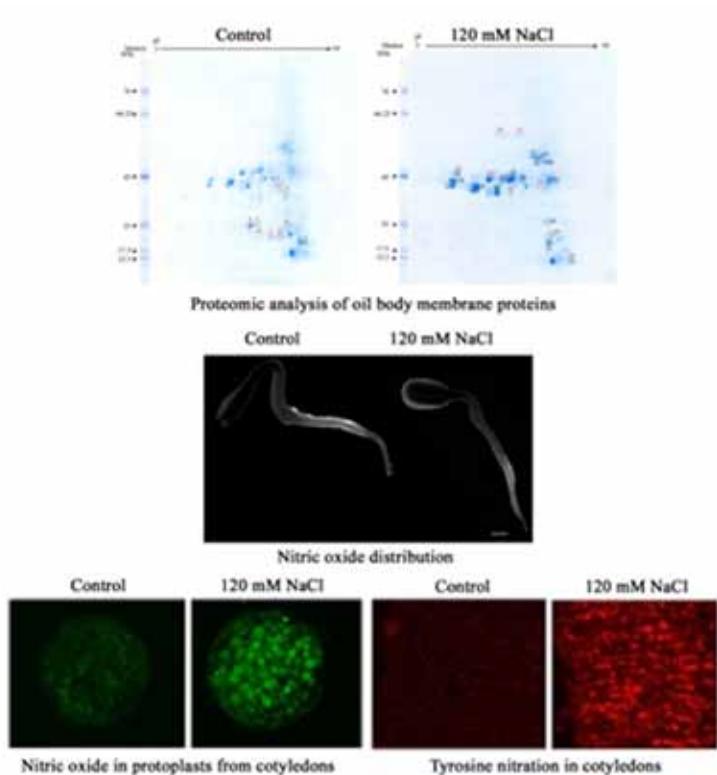 Control 120 mM NaCl
Proteomic analysis of oil body membrane proteins
Control 120 mM NaCl
Nitric oxide distribution
Control 120 mM NaCl Control 120 mM NaCl
Nitric oxide in protoplasts from cotyledons Tyrosine nitration in cotyledons